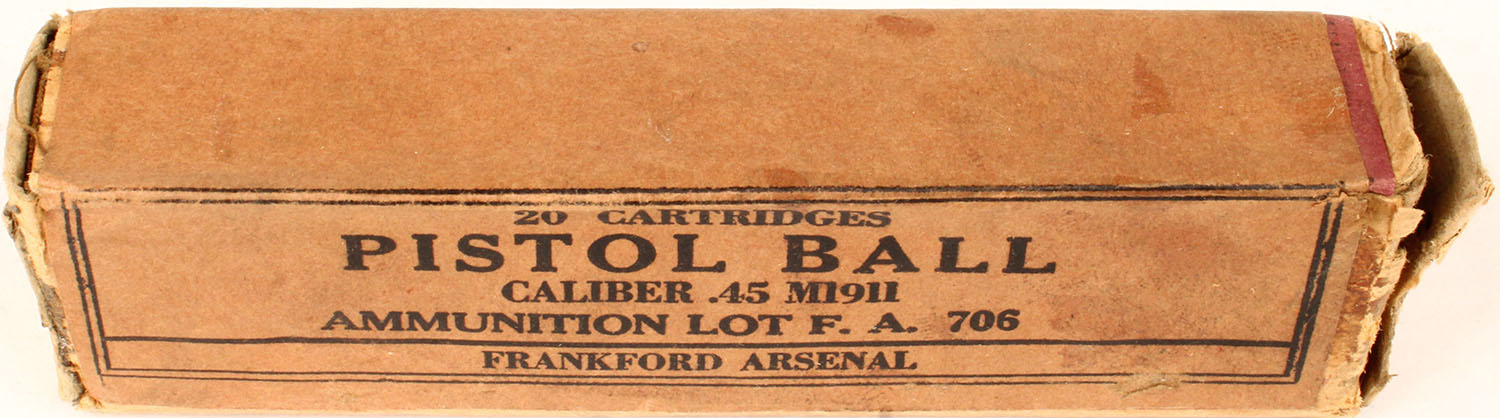 20 CARTRIDGES
PISTOL BALL
CALIBER .45 M1911
AMMUNITION LOT F. A. 706
FRANKFORD ARSENAL